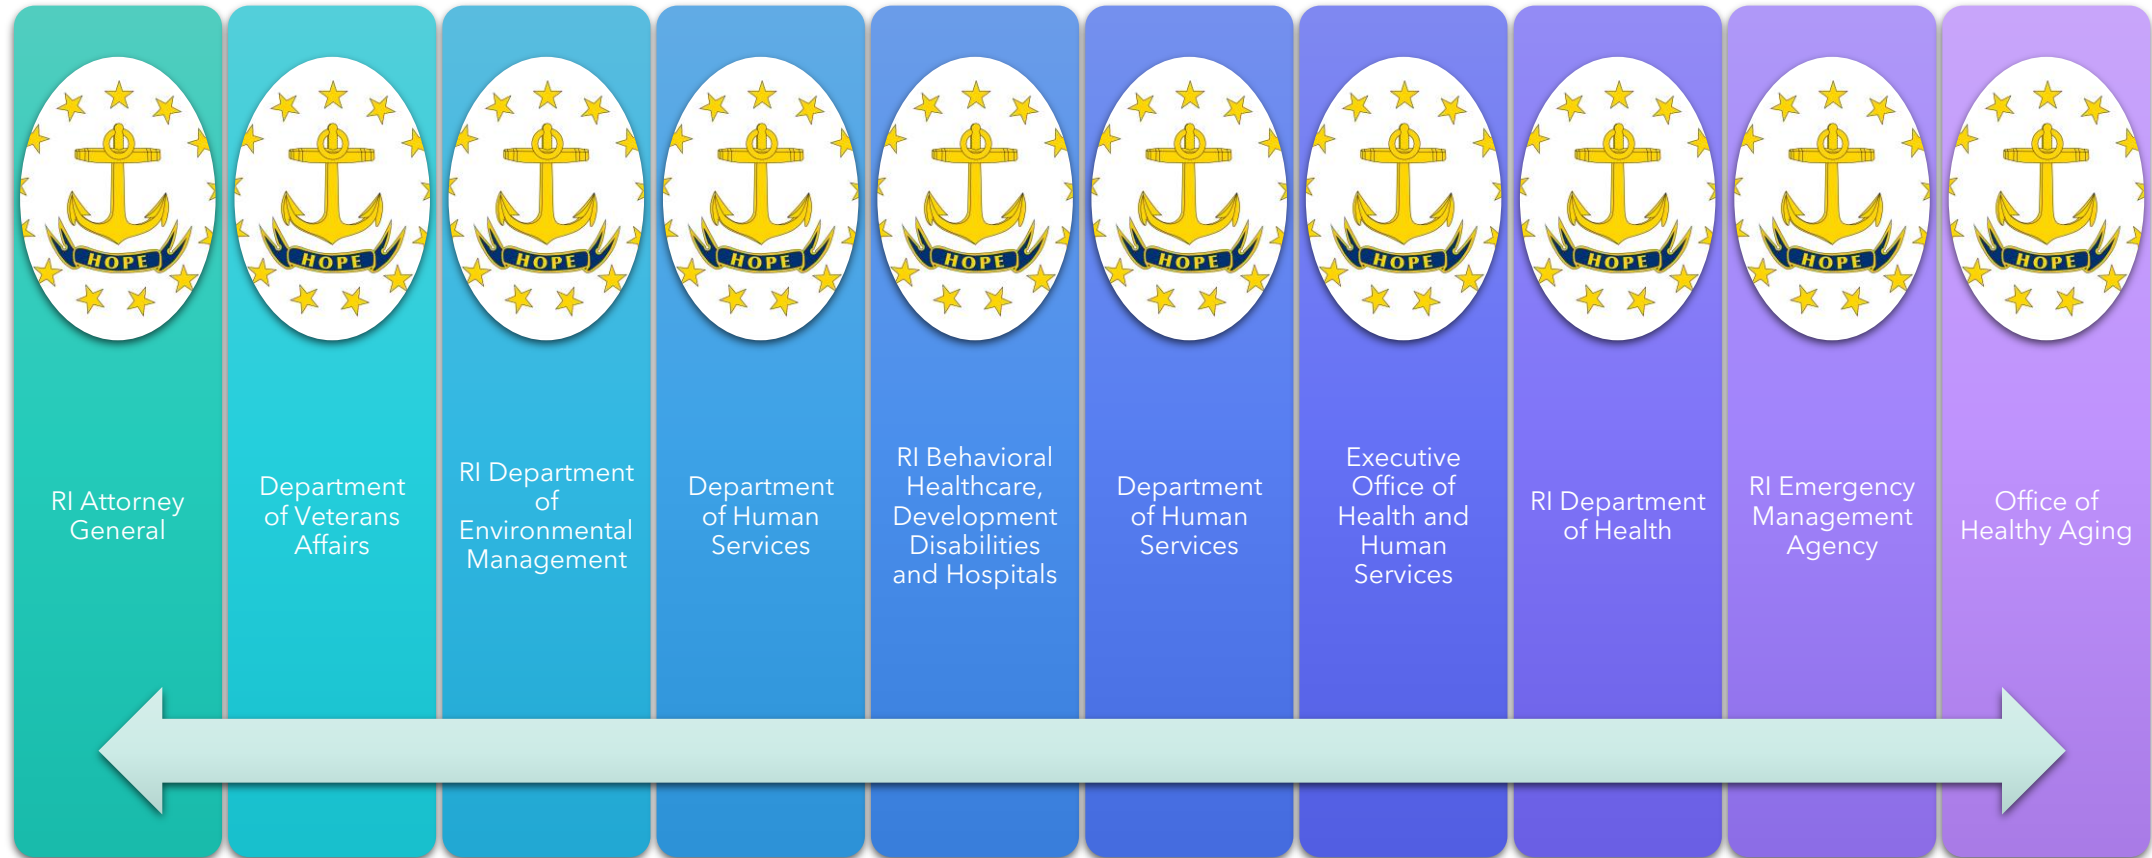 HOPE
HOPE
HOPE
HOPE
HOPE
HOPE
HOPE
HOPE
HOPE
HOPE
RI Attorney
General
Department
of Veterans
Affairs
RI Department
of
Environmental
Management
Department
of Human
Services
RI Behavioral
Healthcare,
Development
Disabilities
and Hospitals
Department
of Human
Services
Executive
Office of
Health and
Human
Services
RI Department
of Health
RI Emergency
Management
Agency
Office of
Healthy Aging